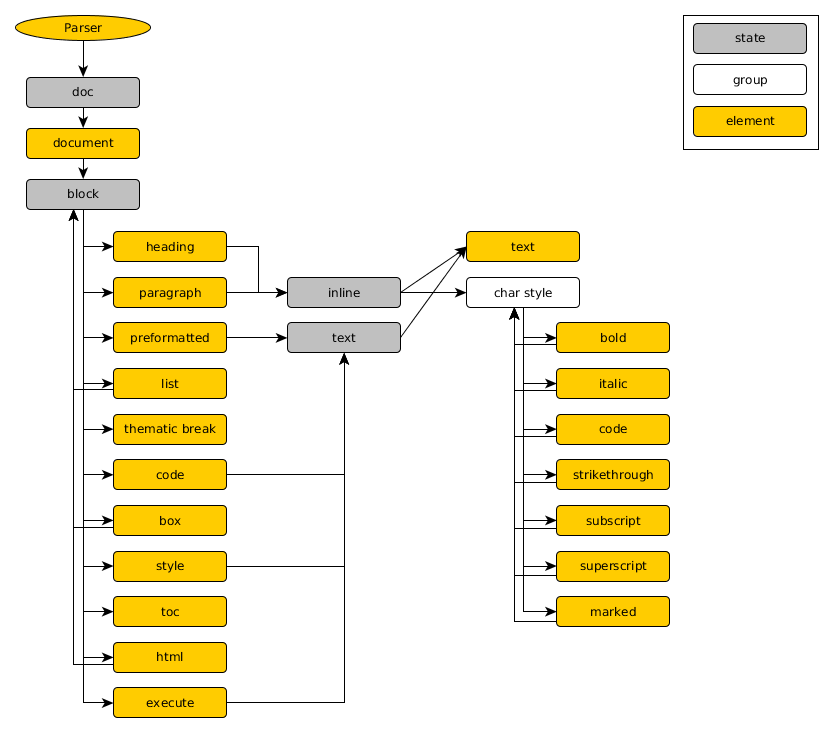 Parser
state
group
element
doc
document
block
heading
text
paragraph
inline
char style
preformatted
text
bold
list
italic
thematic break
code
code
strikethrough
box
subscript
style
superscript
toc
marked
html
execute